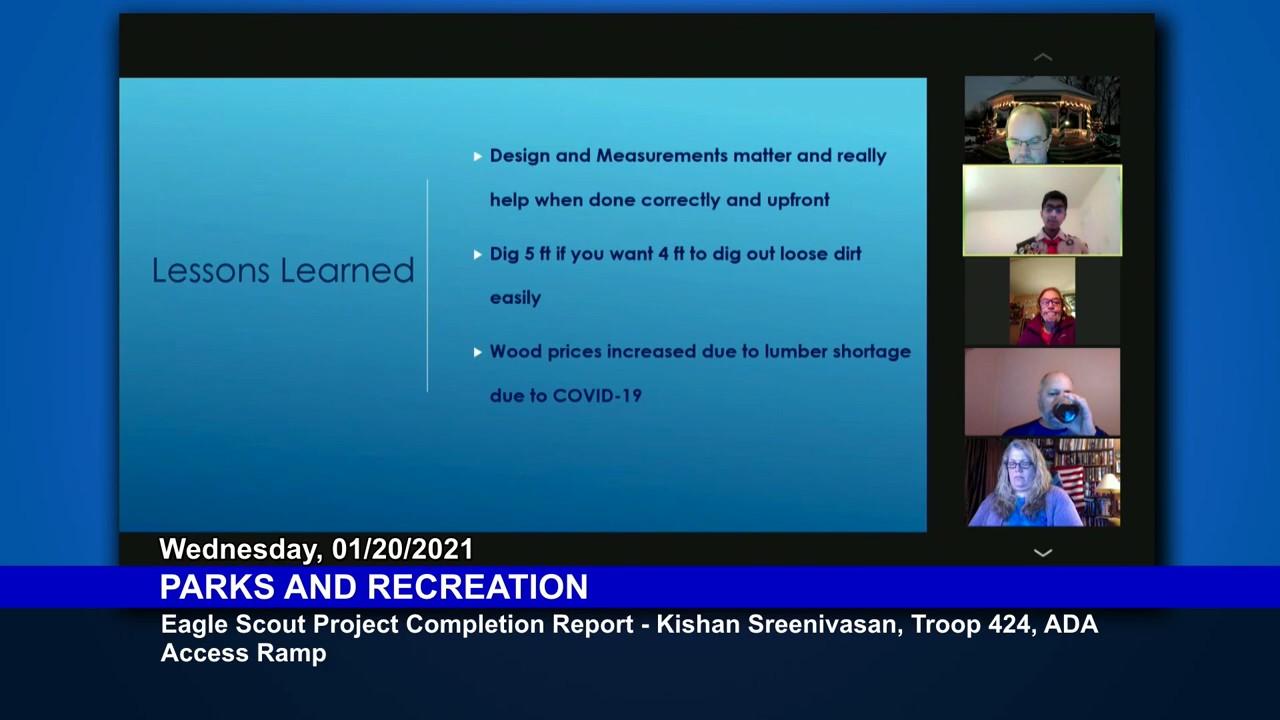 Lessons Learned
Design and Measurements matter and really
help when done correctly and upfront
Dig 5 ft if you want 4 ft to dig out loose dirt
easily
Wood prices increased due to lumber shortage
due to COVID-19
Wednesday, 01/20/2021
PARKS AND RECREATION
Eagle Scout Project Completion Report - Kishan Sreenivasan, Troop 424, ADA
Access Ramp